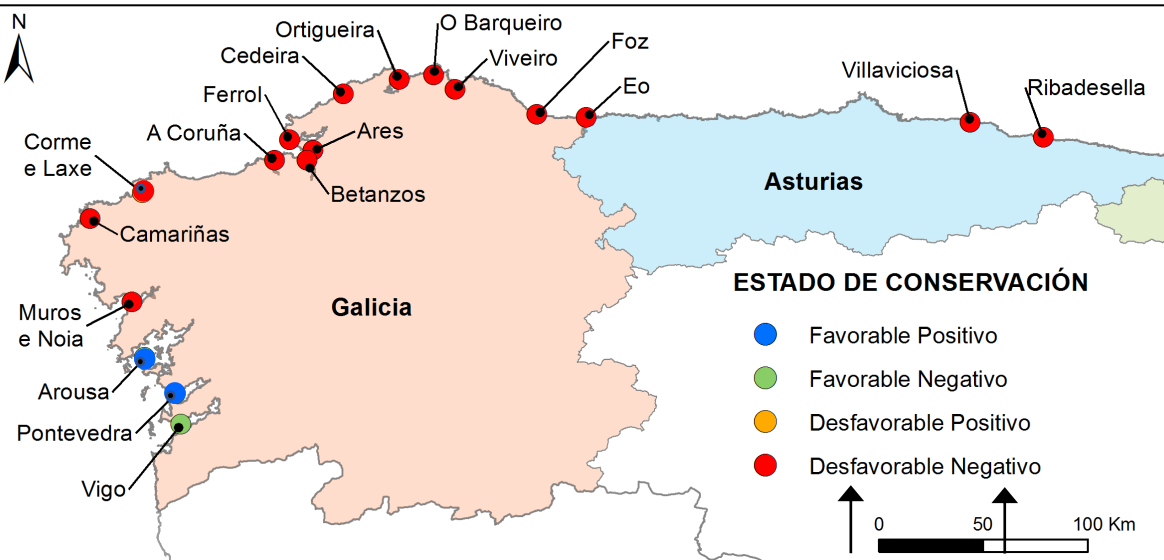 N
Ortigueira
O Barqueiro
Cedeira
Viveiro
Foz
Eo
Villaviciosa
Ribadesella
Ferrol
A Coruña
Ares
Betanzos
Corme
e Laxe
Camariñas
Asturias
Galicia
Muros
e Noia
Arousa
Pontevedra
Vigo
ESTADO DE CONSERVACIÓN
Favorable Positivo
Favorable Negativo
Desfavorable Positivo
Desfavorable Negativo
0 50 100 Km